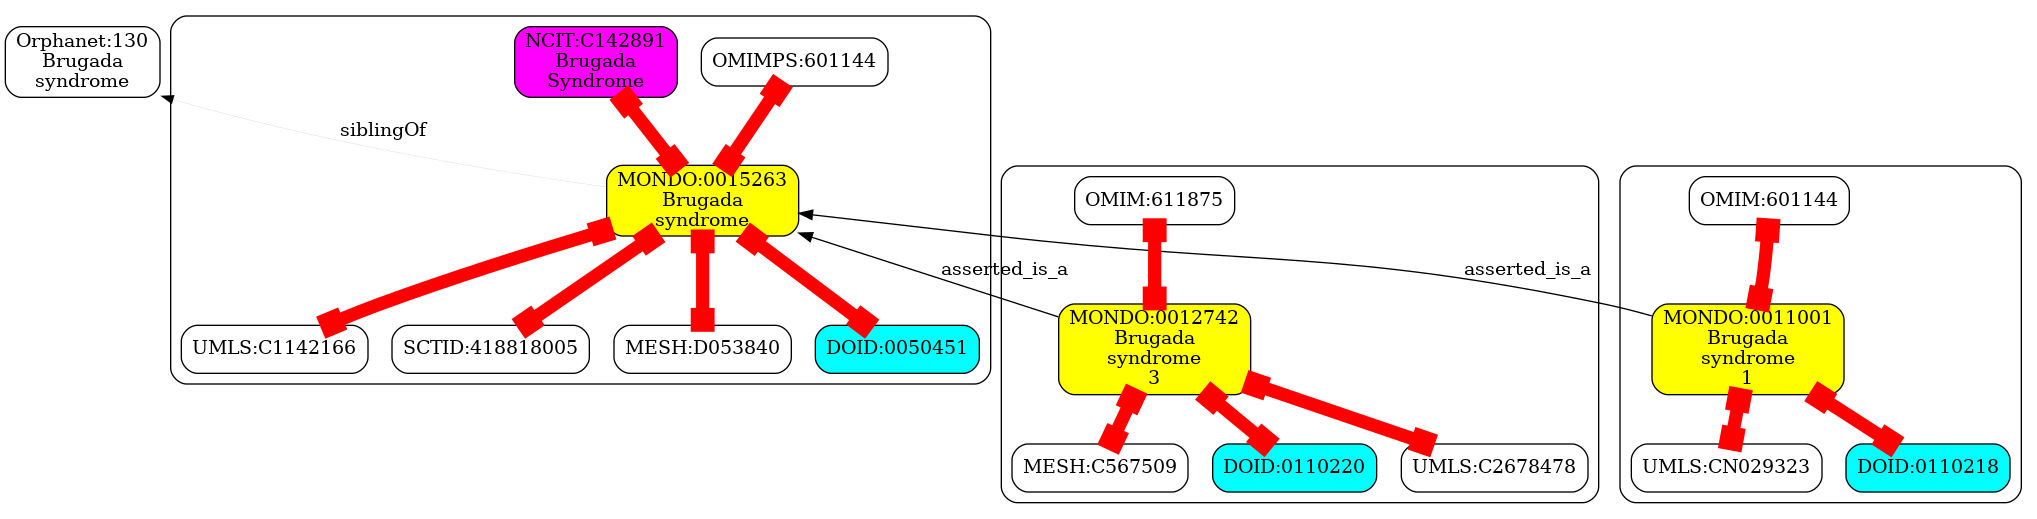 Orphanet:130
Brugada
syndrome
NCIT:C142891
Brugada
Syndrome
OMIMPS:601144
siblingOf
MONDO:0015263
Brugada
syndrome
OMIM:611875
OMIM:601144
asserted_is_a
asserted_is_a
UMLS:C1142166
SCTID:418818005
MESH:D053840
DOID:0050451
MONDO:0012742
Brugada
syndrome
3
MONDO:0011001
Brugada
syndrome
1
MESH:C567509
DOID:0110220
UMLS:C2678478
UMLS:CN029323
DOID:0110218